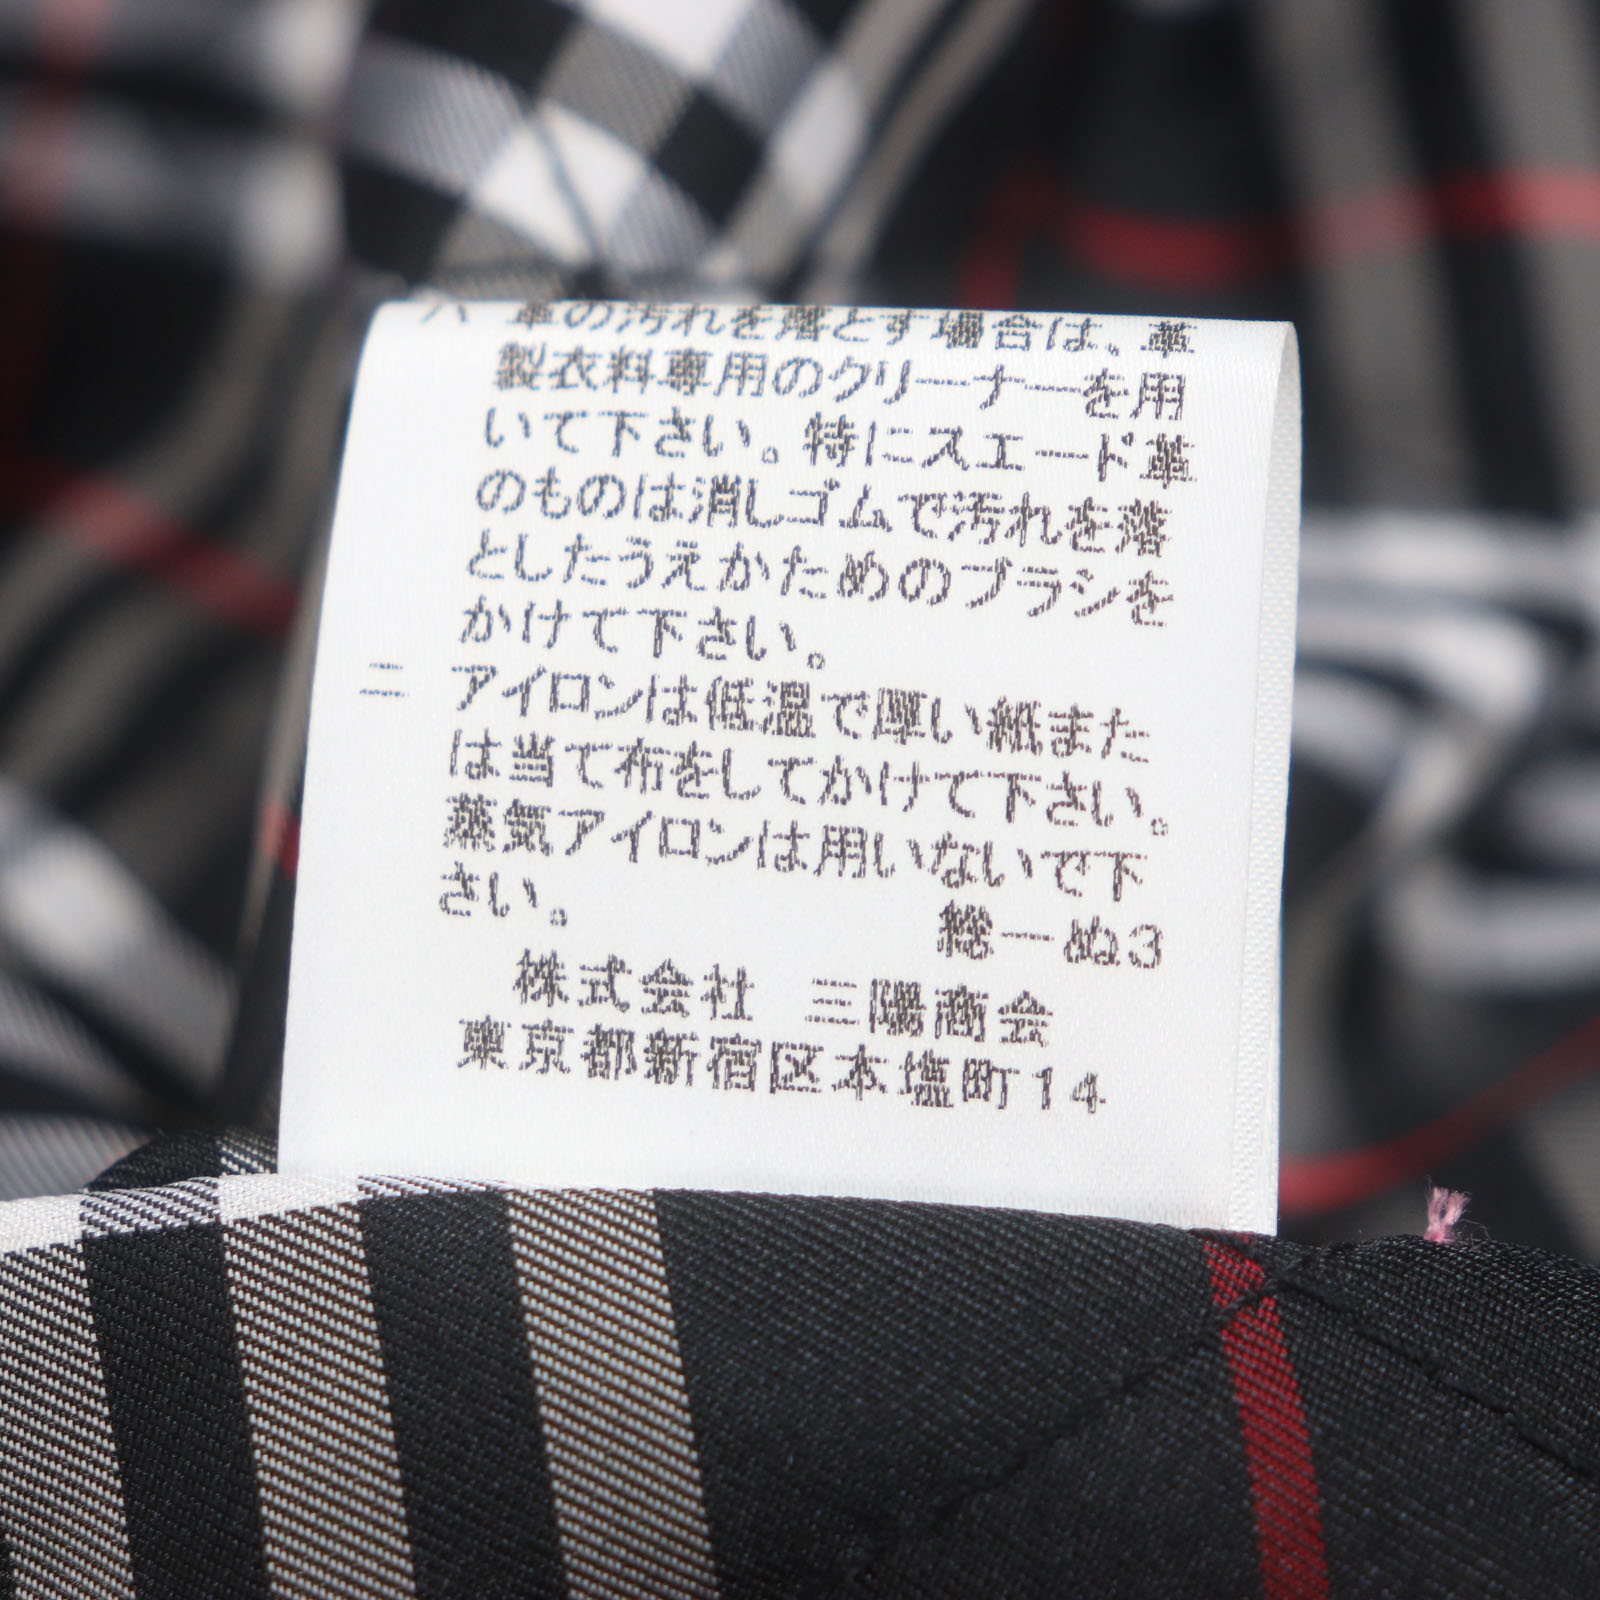 ハ 革の汚れを落とす場合は、革
製衣料専用のクリーナーを用
いて下さい。特にスエード革
のものは消しゴムで汚れを落
としたうえかためのブラシを
かけて下さい。
ニ アイロンは低温で厚い紙また
は当て布をしてかけて下さい。
蒸気アイロンは用いないで下
さい。
繊ーぬ3
株式会社 三陽商会
東京都新宿区本塩町14